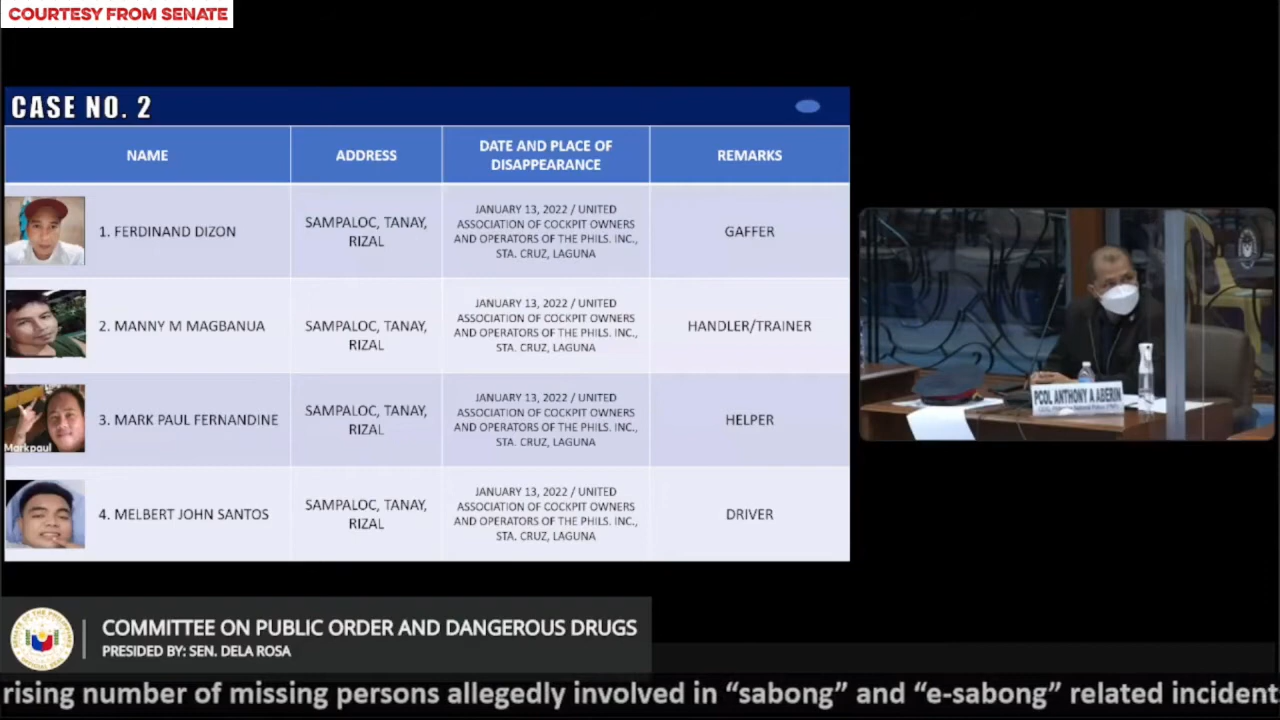 COURTESY FROM SENATE
CASE NO. 2
NAME
ADDRESS
DATE AND PLACE OF
DISAPPEARANCE
REMARKS
1. FERDINAND DIZON
SAMPALOC, TANAY,
RIZAL
JANUARY 13, 2022 / UNITED
ASSOCIATION OF COCKPIT OWNERS
AND OPERATORS OF THE PHILS. INC.,
STA. CRUZ, LAGUNA
GAFFER
2. MANNY M MAGBANUA
SAMPALOC, TANAY,
RIZAL
JANUARY 13, 2022 / UNITED
ASSOCIATION OF COCKPIT OWNERS
AND OPERATORS OF THE PHILS. INC.,
STA. CRUZ, LAGUNA
HANDLER/TRAINER
Markpaul
3. MARK PAUL FERNANDINE
SAMPALOC, TANAY,
RIZAL
JANUARY 13, 2022 / UNITED
ASSOCIATION OF COCKPIT OWNERS
AND OPERATORS OF THE PHILS. INC.,
STA. CRUZ, LAGUNA
HELPER
4. MELBERT JOHN SANTOS
SAMPALOC, TANAY,
RIZAL
JANUARY 13, 2022 / UNITED
ASSOCIATION OF COCKPIT OWNERS
AND OPERATORS OF THE PHILS. INC.,
STA. CRUZ, LAGUNA
DRIVER
PCOL ANTHONY A ABERIN
COMMITTEE ON PUBLIC ORDER AND DANGEROUS DRUGS
PRESIDED BY: SEN. DELA ROSA
rising number of missing persons allegedly involved in “sabong” and “e-sabong” related incident